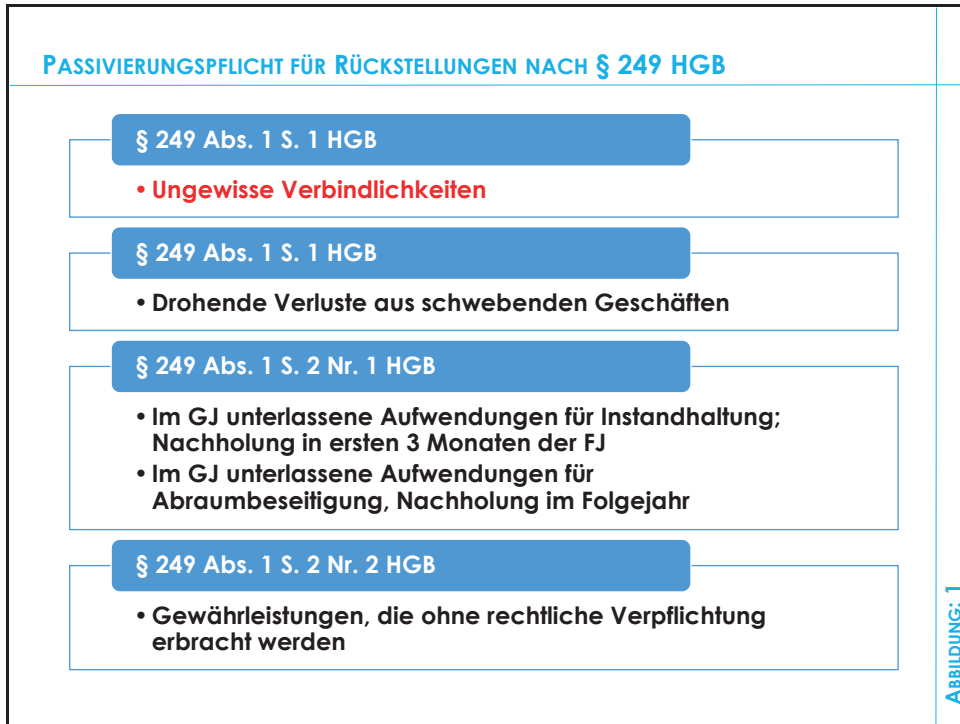 PASSIVIERUNGSPFLICHT FÜR RÜCKSTELLUNGEN NACH § 249 HGB
§ 249 Abs. 1 S. 1 HGB
• Ungewisse Verbindlichkeiten
§ 249 Abs. 1 S. 1 HGB
• Drohende Verluste aus schwebenden Geschäften
§ 249 Abs. 1 S. 2 Nr. 1 HGB
• Im GJ unterlassene Aufwendungen für Instandhaltung;
Nachholung in ersten 3 Monaten der FJ
• Im GJ unterlassene Aufwendungen für
Abraumbeseitigung, Nachholung im Folgejahr
§ 249 Abs. 1 S. 2 Nr. 2 HGB
• Gewährleistungen, die ohne rechtliche Verpflichtung
erbracht werden
ABBILDUNG: 1